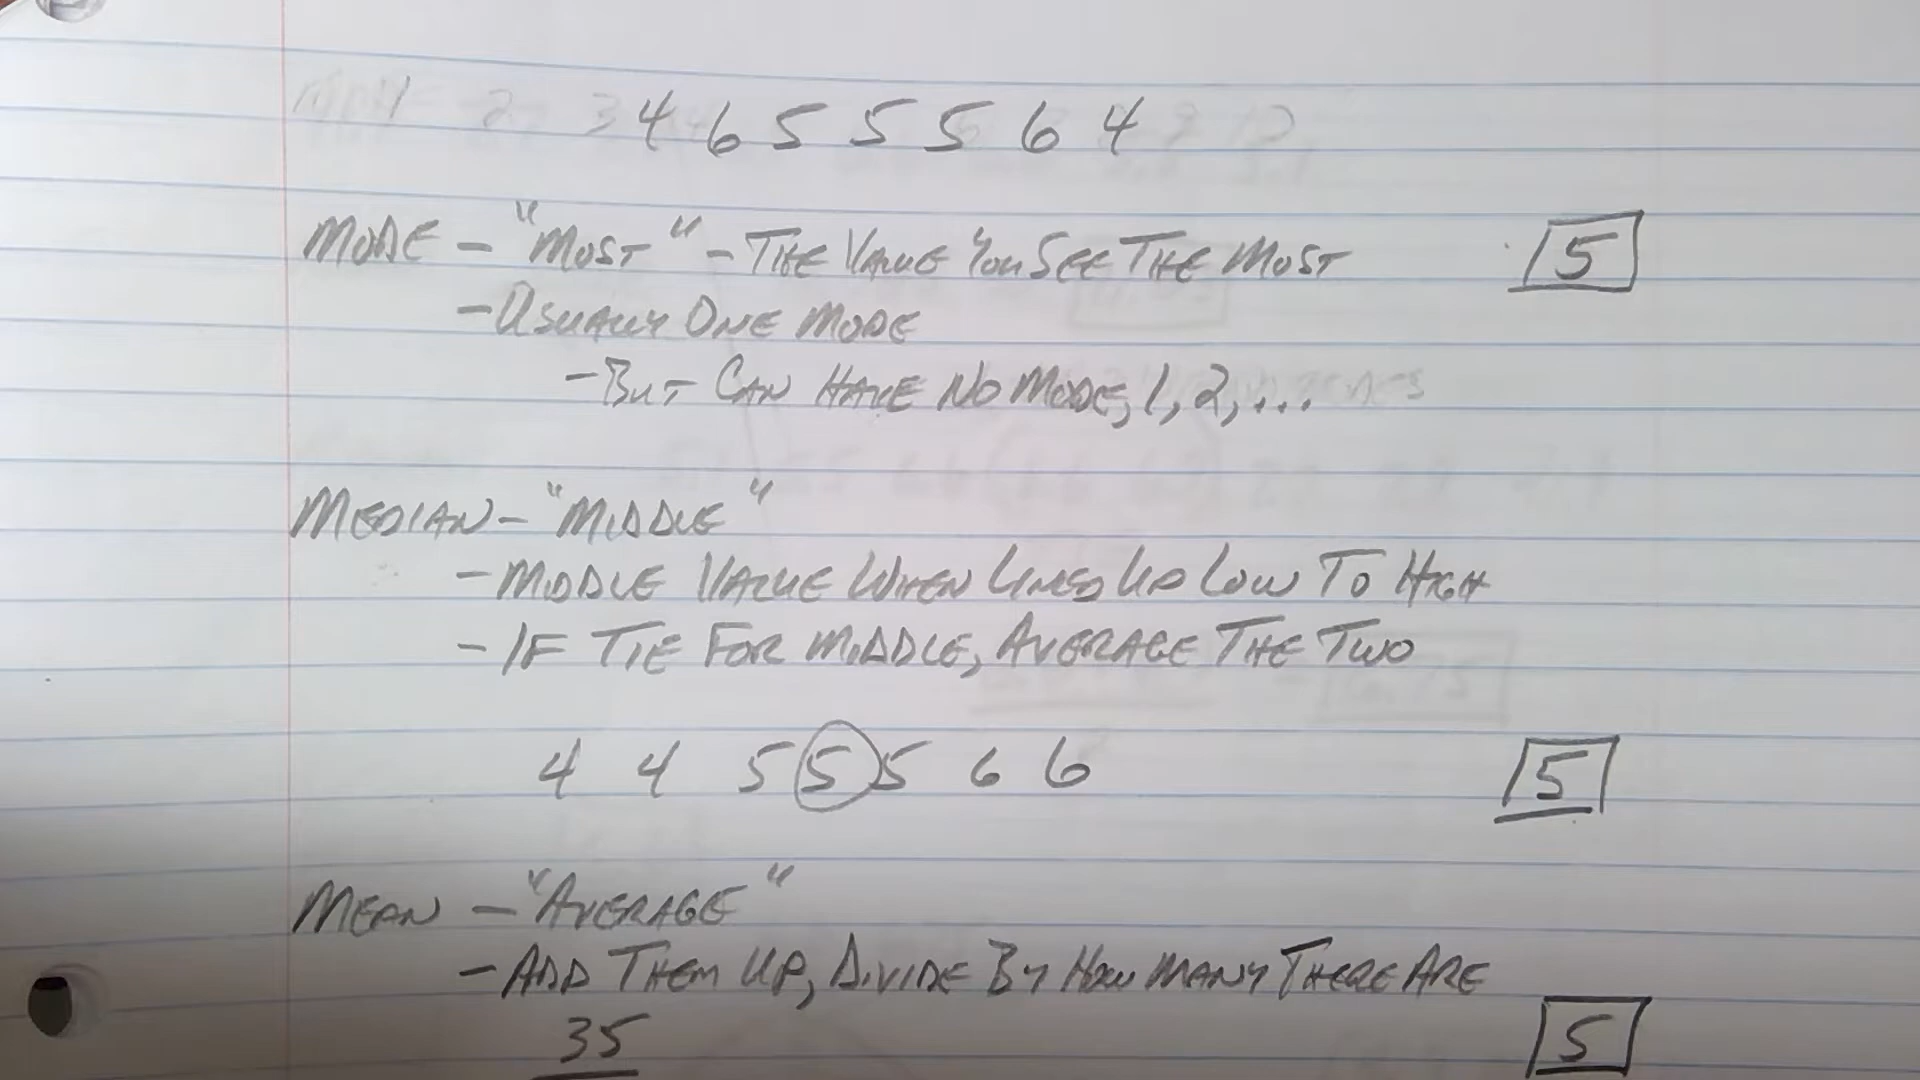 4 6 5 5 5 6 4
MODE - "MOST" - THE VALUE YOU SEE THE MOST 5
- USUALLY ONE MODE
- BUT CAN HAVE NO MODE, 1, 2, ...
MEDIAN - "MIDDLE"
- MIDDLE VALUE WHEN LINED UP LOW TO HIGH
- IF TIE FOR MIDDLE, AVERAGE THE TWO
4 4 5 5 5 6 6 5
MEAN - "AVERAGE"
- ADD THEM UP, DIVIDE BY HOW MANY THERE ARE
35 5